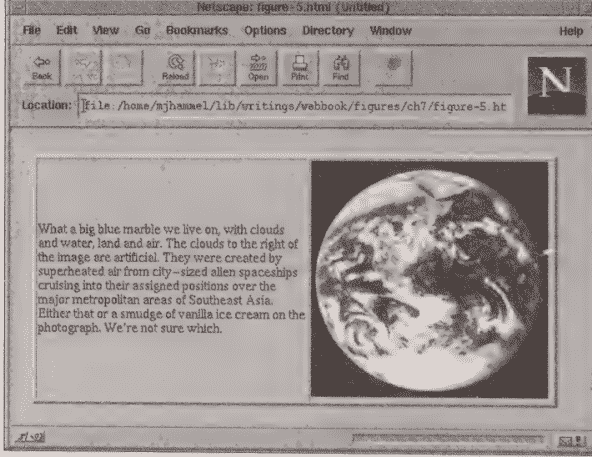 Netscape: figure-5.html (Untitled)
File Edit View Go Bookmarks Options Directory Window Help
Back Reload Open Print Find
N
Location: file:/home/mjhammel/lib/writings/webbook/figures/ch7/figure-5.ht
What a big blue marble we live on, with clouds
and water, land and air. The clouds to the right of
the image are artificial. They were created by
superheated air from city-sized alien spaceships
cruising into their assigned positions over the
major metropolitan areas of Southeast Asia.
Either that or a smudge of vanilla ice cream on the
photograph. We're not sure which.